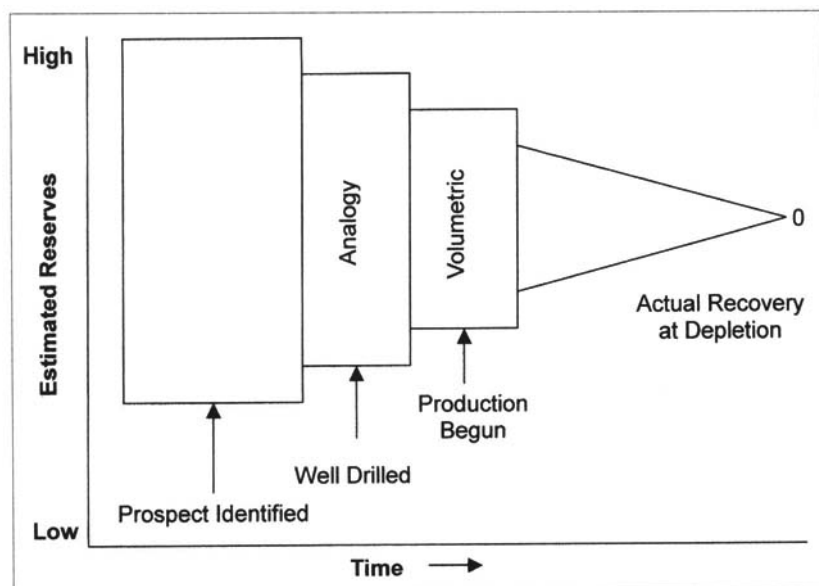 High
Estimated Reserves
Low
Analogy
Volumetric
0
Actual Recovery
at Depletion
Production
Begun
Well Drilled
Prospect Identified
Time